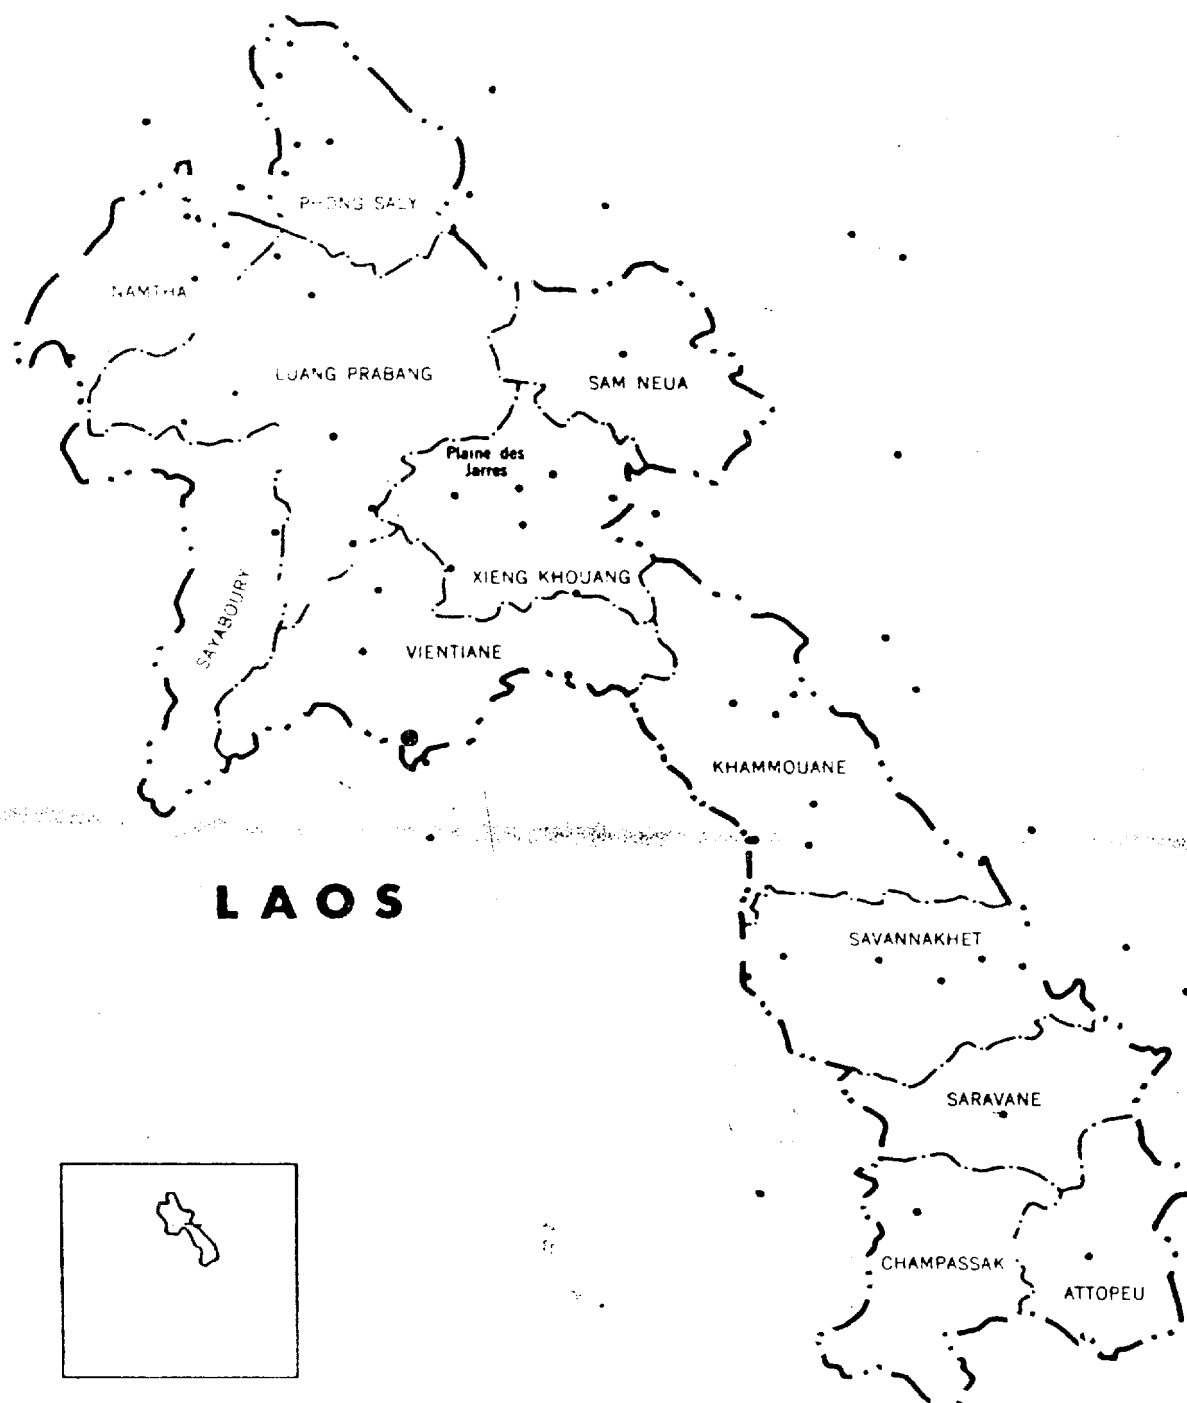 PHONG SALY
NAMTHA
LUANG PRABANG
SAM NEUA
Plaine des
Jarres
XIENG KHOUANG
SAYABOURY
VIENTIANE
KHAMMOUANE
LAOS
SAVANNAKHET
SARAVANE
CHAMPASSAK
ATTOPEU